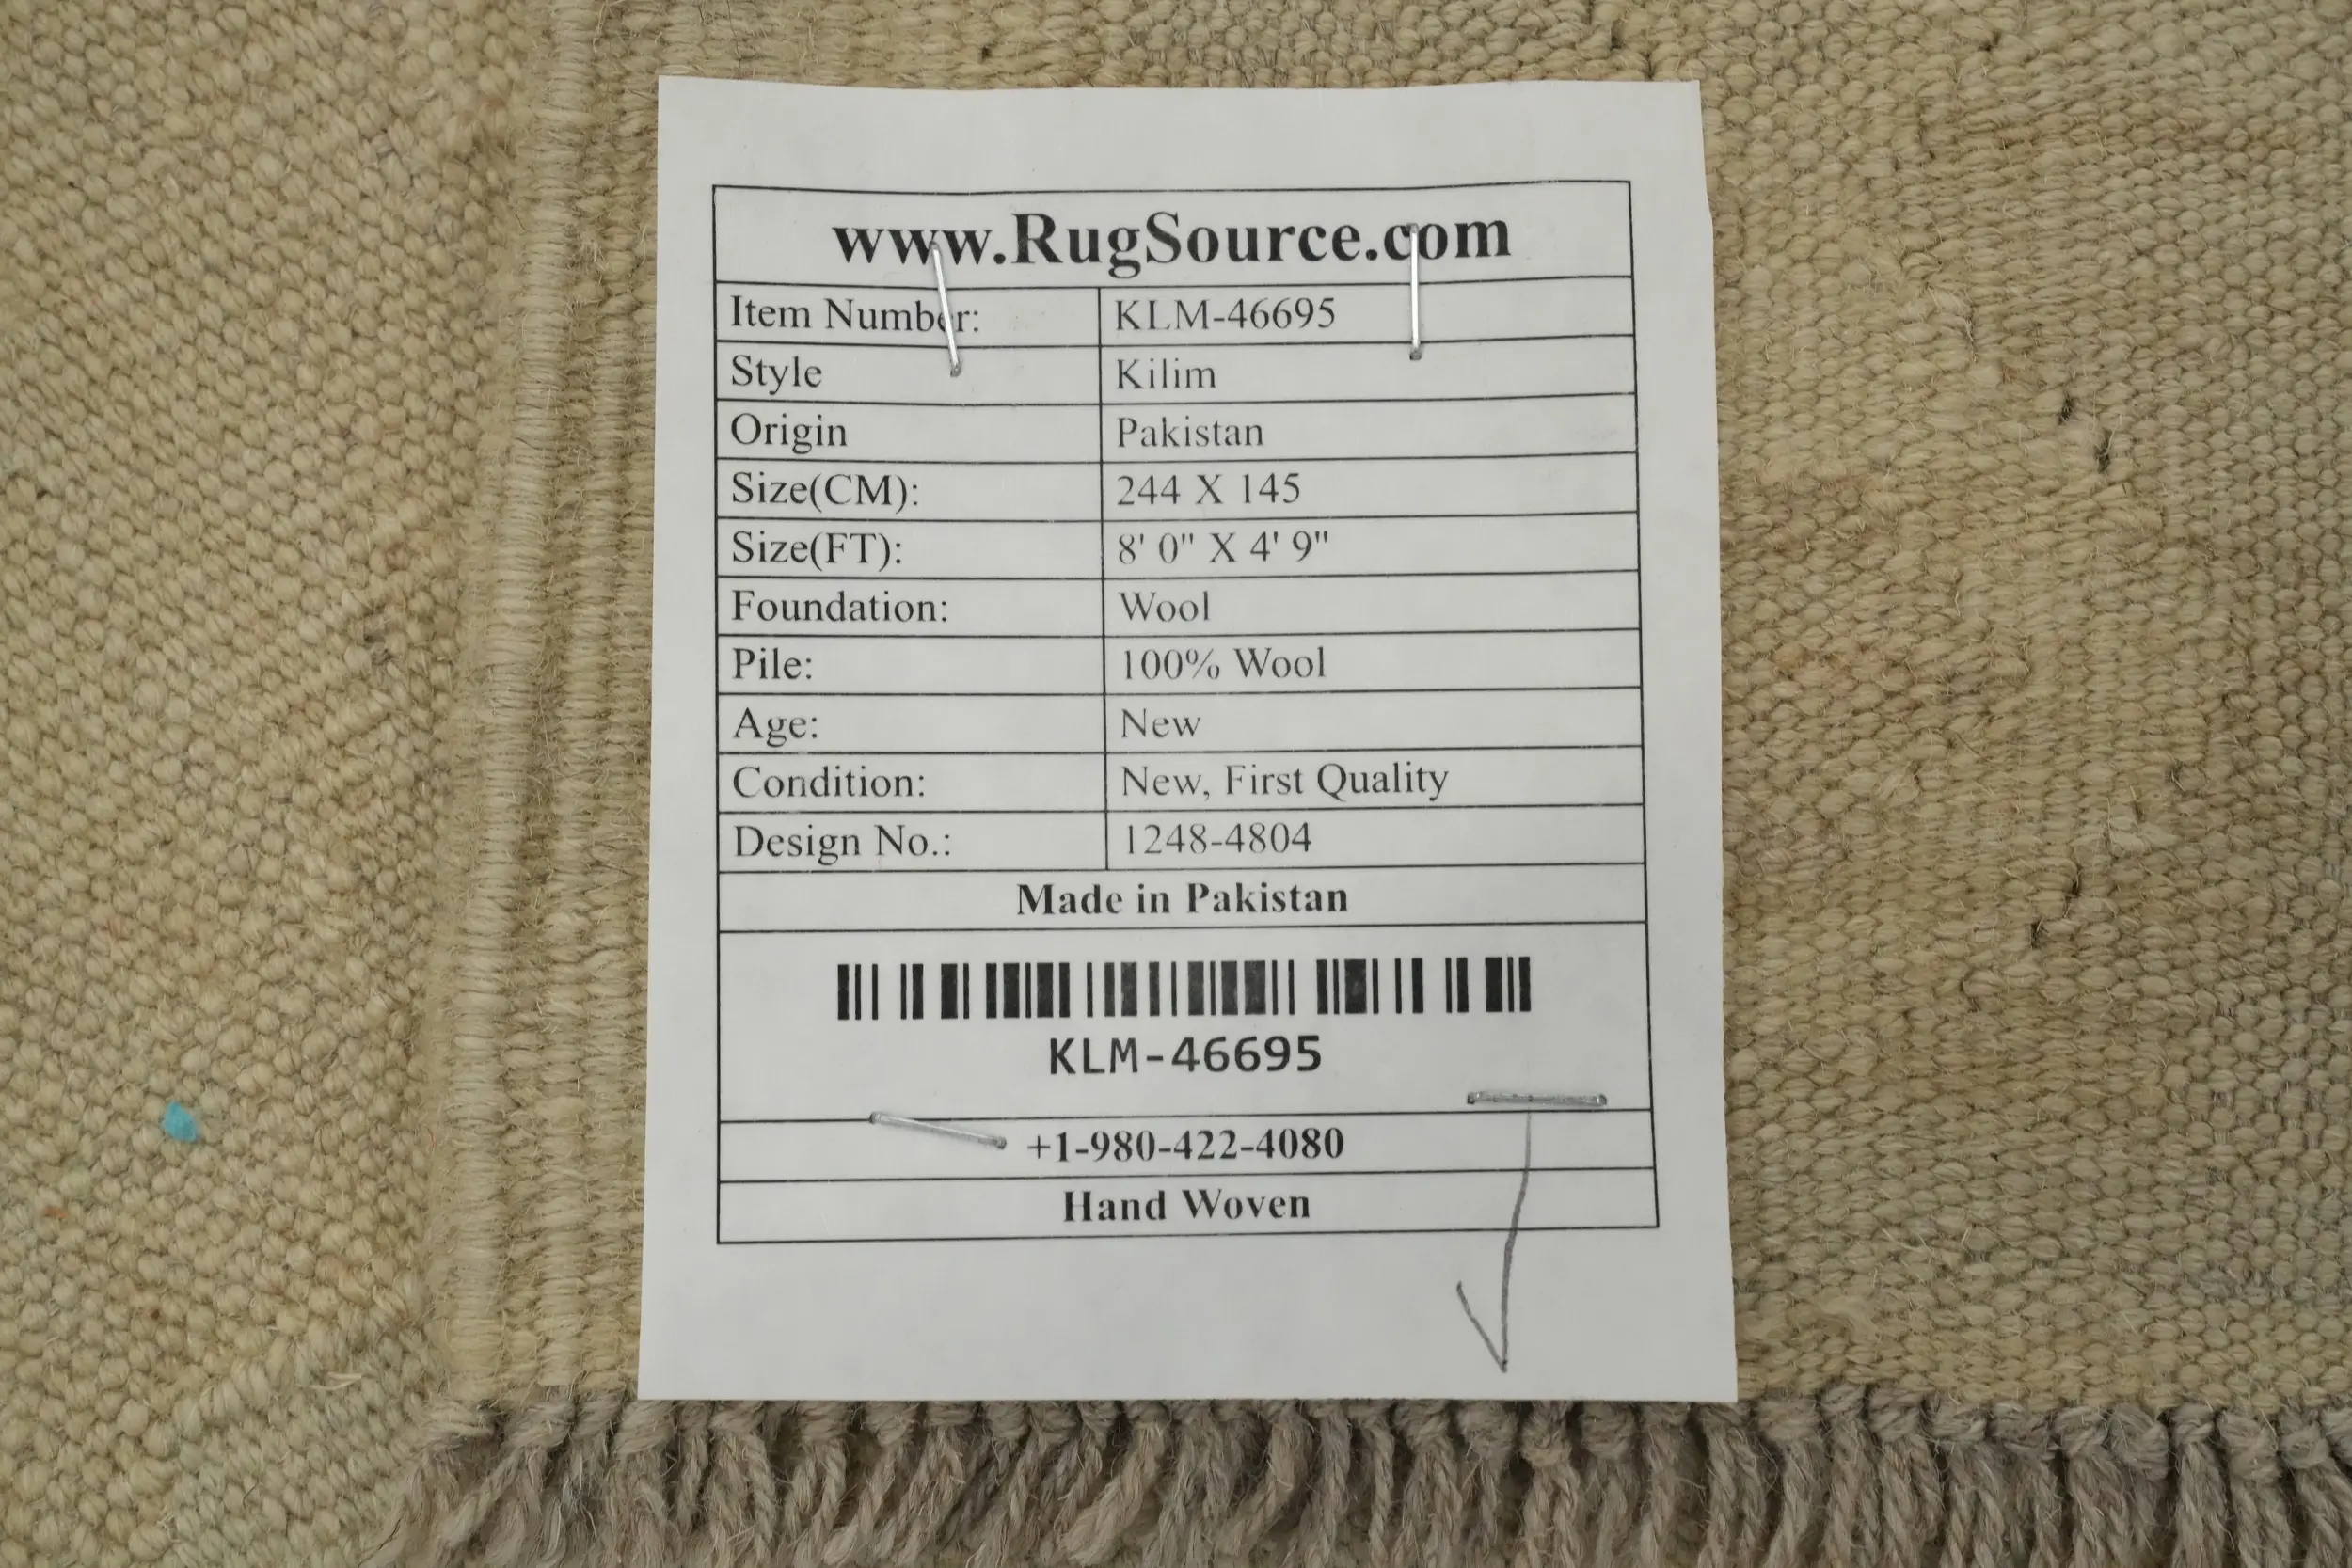 www.RugSource.com
Item Number: KLM-46695
Style Kilim
Origin Pakistan
Size(CM): 244 X 145
Size(FT): 8' 0" X 4' 9"
Foundation: Wool
Pile: 100% Wool
Age: New
Condition: New, First Quality
Design No.: 1248-4804
Made in Pakistan
KLM-46695
+1-980-422-4080
Hand Woven